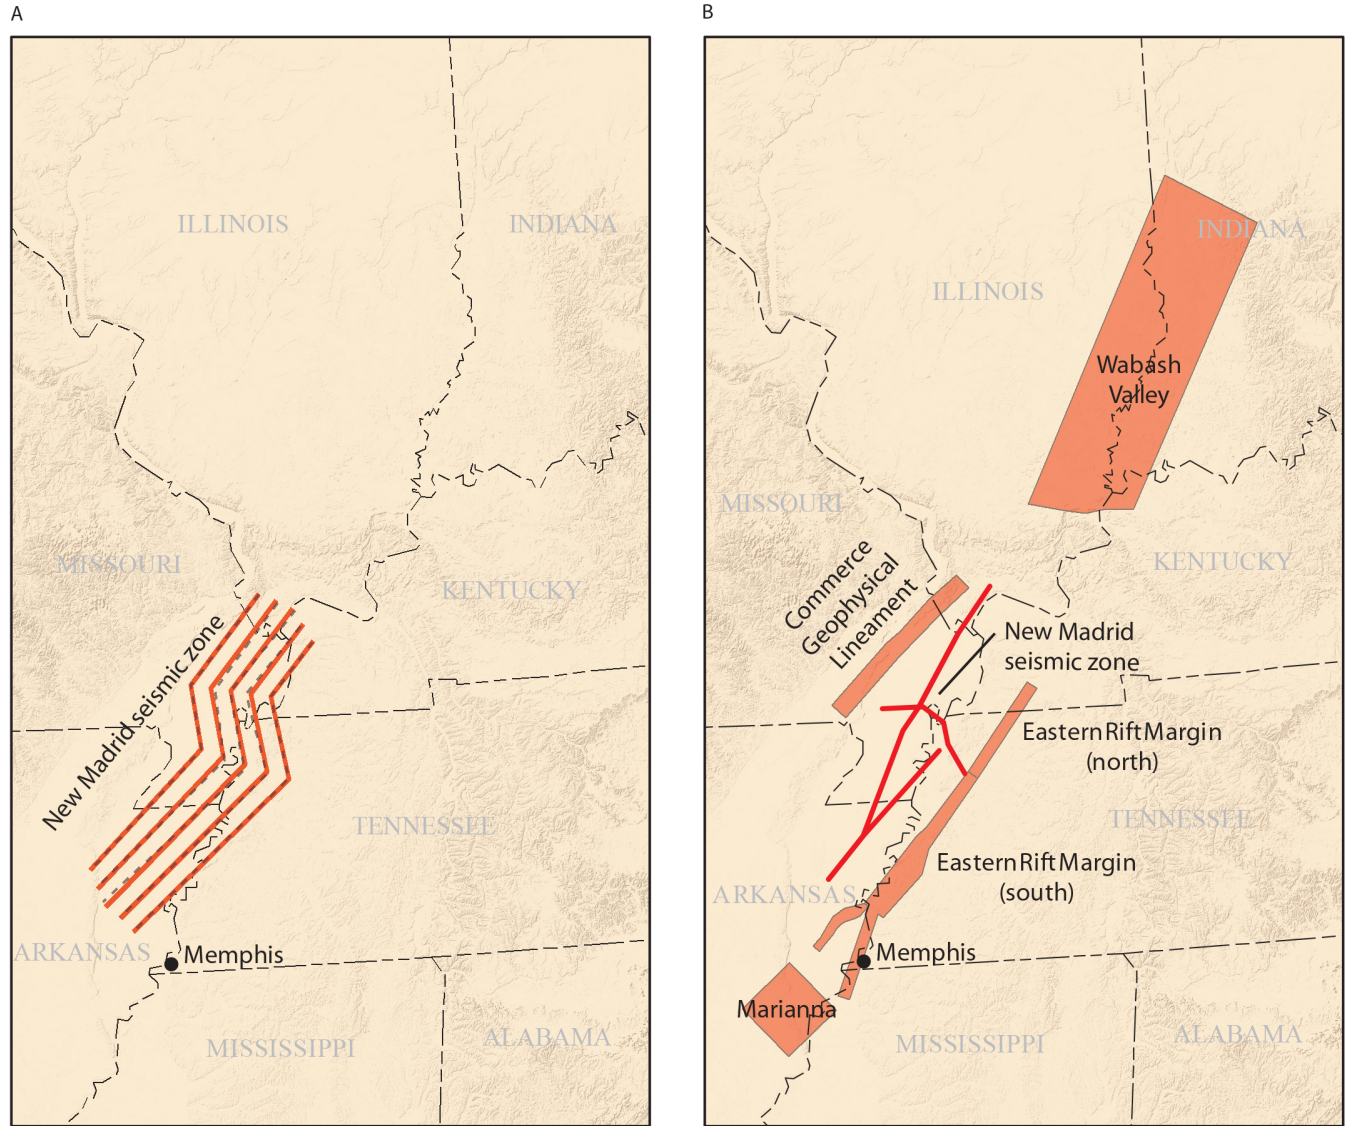 A
ILLINOIS
INDIANA
MISSOURI
KENTUCKY
New Madrid seismic zone
TENNESSEE
ARKANSAS
Memphis
MISSISSIPPI
ALABAMA
B
INDIANA
ILLINOIS
Wabash
Valley
MISSOURI
KENTUCKY
Commerce
Geophysical
Lineament
New Madrid
seismic zone
Eastern Rift Margin
(north)
TENNESSEE
Eastern Rift Margin
(south)
ARKANSAS
Memphis
Marianna
MISSISSIPPI
ALABAMA